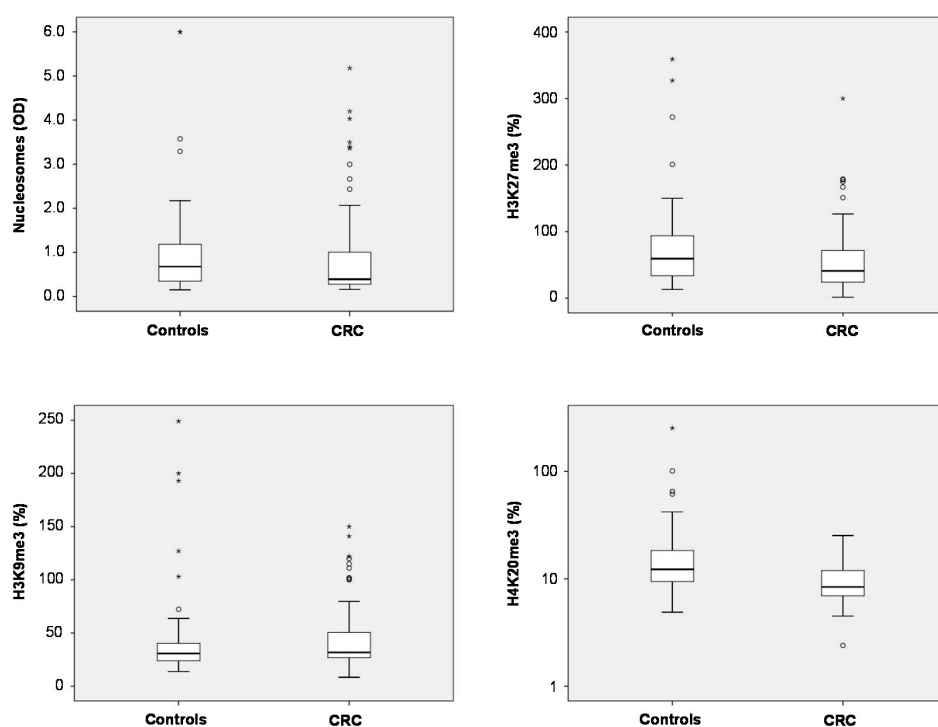 Nucleosomes (OD)
6.0
5.0
4.0
3.0
2.0
1.0
0.0
Controls CRC
H3K27me3 (%)
400
300
200
100
0
Controls CRC
H3K9me3 (%)
250
200
150
100
50
0
Controls CRC
H4K20me3 (%)
100
10
1
Controls CRC